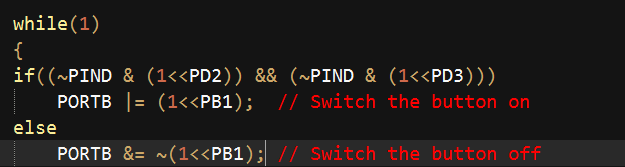 while(1)
{
if((~PIND & (1<<PD2)) && (~PIND & (1<<PD3)))
PORTB |= (1<<PB1);  // Switch the button on
else
PORTB &= ~(1<<PB1); // Switch the button off